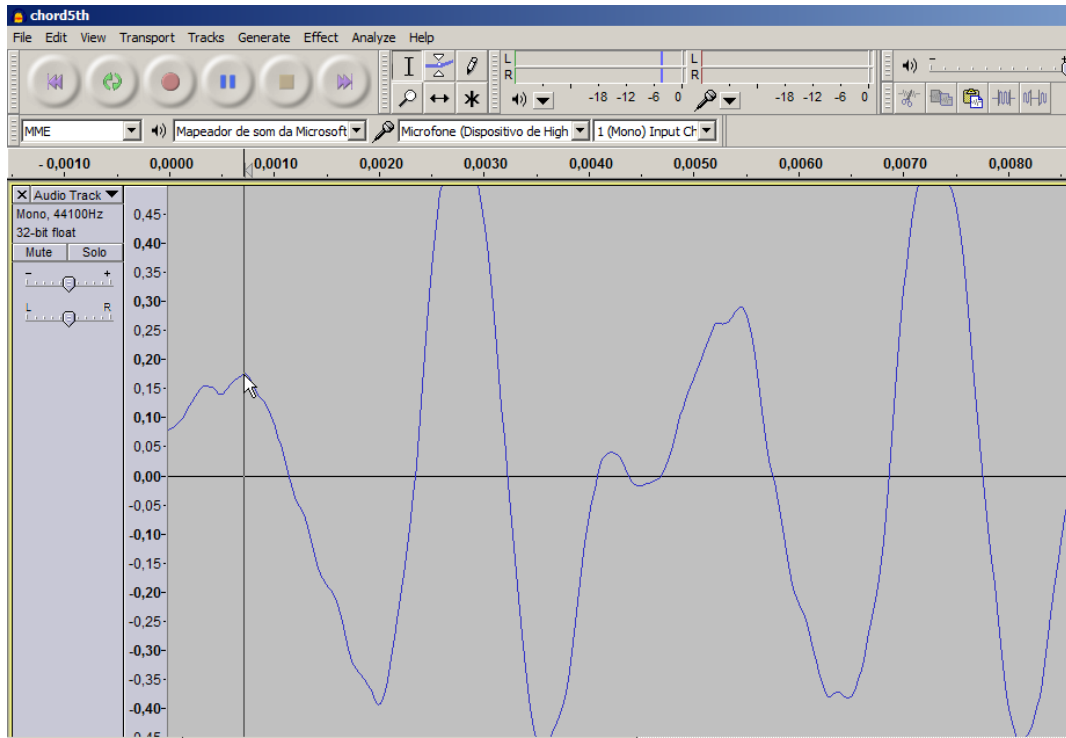 chord5th
File Edit View Transport Tracks Generate Effect Analyze Help
L
R
-18 -12 -6 0
L
R
-18 -12 -6 0
- +
MME
Mapeador de som da Microsoft
Microfone (Dispositivo de High
1 (Mono) Input Ch
- 0,0010 0,0000 0,0010 0,0020 0,0030 0,0040 0,0050 0,0060 0,0070 0,0080
X Audio Track
Mono, 44100Hz
32-bit float
Mute Solo
- +
L R
0,45
0,40
0,35
0,30
0,25
0,20
0,15
0,10
0,05
0,00
-0,05
-0,10
-0,15
-0,20
-0,25
-0,30
-0,35
-0,40